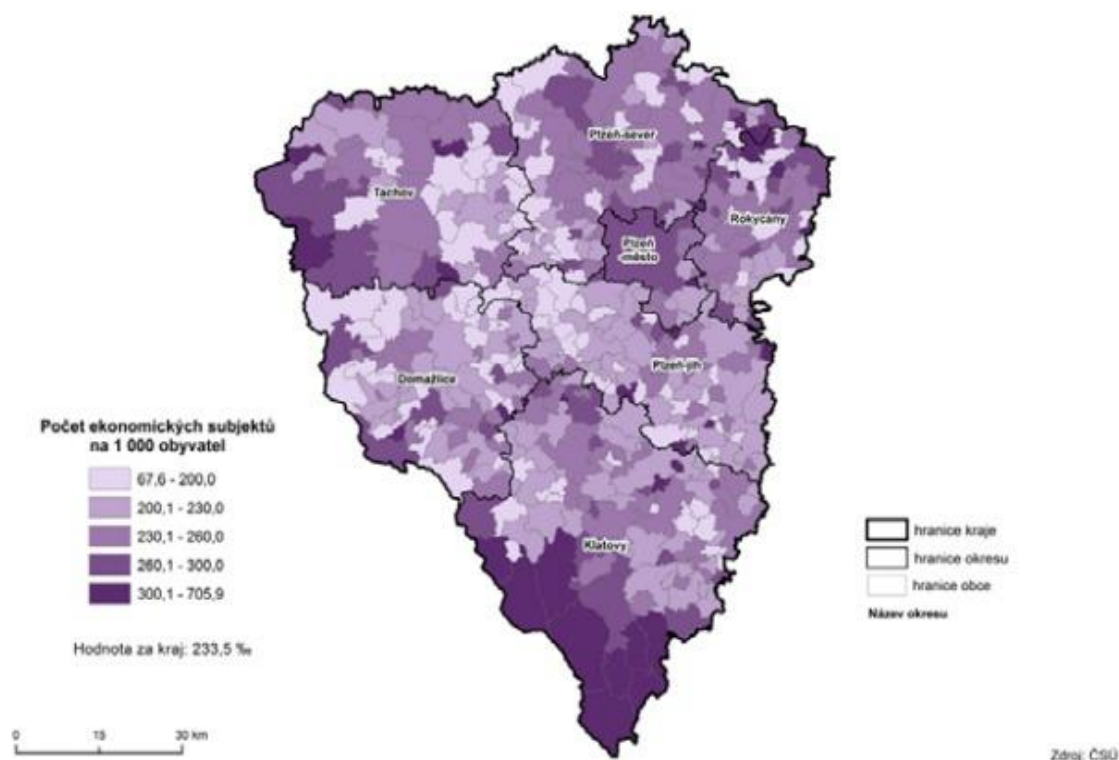 Plzeň-sever
Tachov
Rokycany
Plzeň
-město
Plzeň-jih
Domažlice
Klatovy
Počet ekonomických subjektů
na 1 000 obyvatel
67,6 - 200,0
200,1 - 230,0
230,1 - 260,0
260,1 - 300,0
300,1 - 705,9
Hodnota za kraj: 233,5 ‰
hranice kraje
hranice okresu
hranice obce
Název okresu
0 15 30 km
Zdroj: ČSÚ